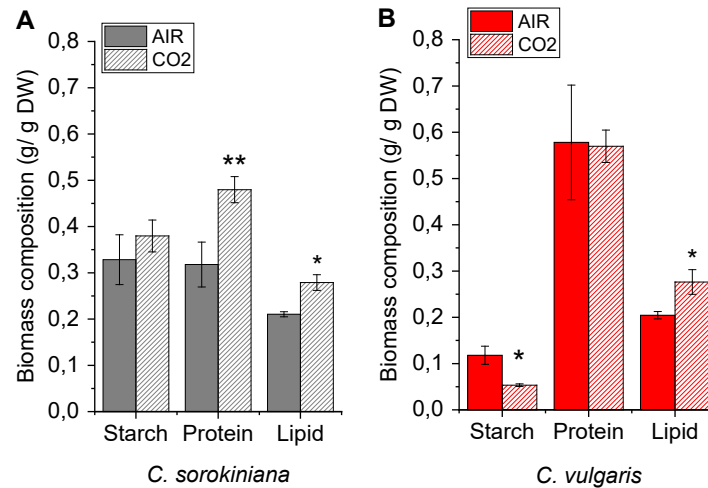 A
AIR
CO2
Biomass composition (g/ g DW)
0,8
0,7
0,6
0,5
0,4
0,3
0,2
0,1
0,0
**
*
Starch Protein Lipid
C. sorokiniana
B
AIR
CO2
Biomass composition (g/ g DW)
0,8
0,7
0,6
0,5
0,4
0,3
0,2
0,1
0,0
*
*
Starch Protein Lipid
C. vulgaris